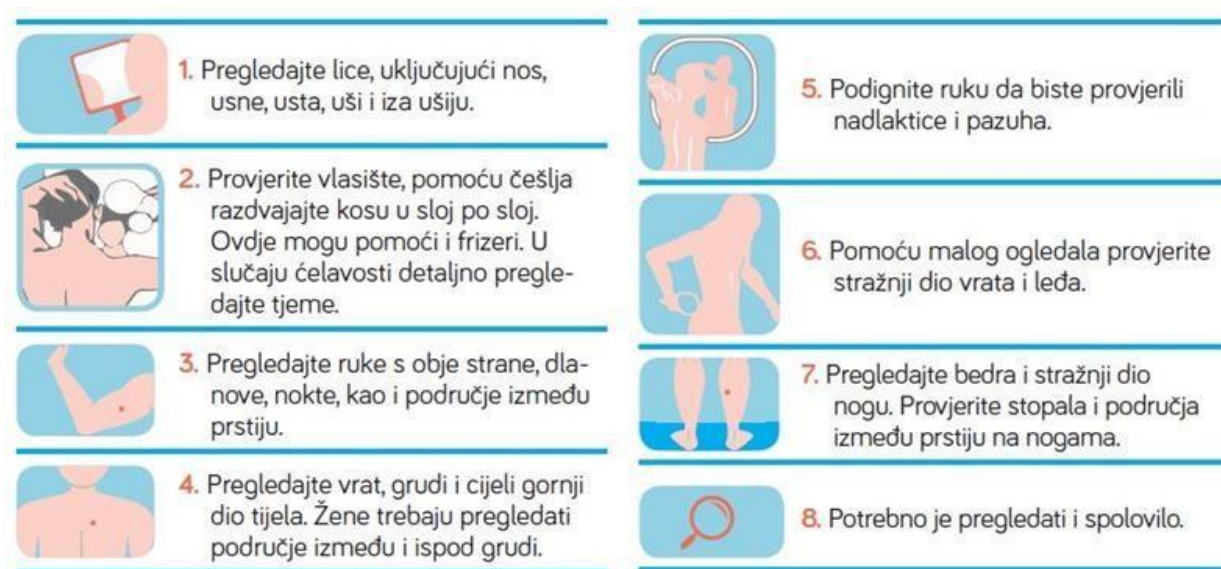 1. Pregledajte lice, uključujući nos,
usne, usta, uši i iza ušiju.
2. Provjerite vlasište, pomoću češlja
razdvajajte kosu u sloj po sloj.
Ovdje mogu pomoći i frizeri. U
slučaju ćelavosti detaljno pregle-
dajte tjeme.
3. Pregledajte ruke s obje strane, dla-
nove, nokte, kao i područje između
prstiju.
4. Pregledajte vrat, grudi i cijeli gornji
dio tijela. Žene trebaju pregledati
područje između i ispod grudi.
5. Podignite ruku da biste provjerili
nadlaktice i pazuha.
6. Pomoću malog ogledala provjerite
stražnji dio vrata i leđa.
7. Pregledajte bedra i stražnji dio
nogu. Provjerite stopala i područja
između prstiju na nogama.
8. Potrebno je pregledati i spolovilo.